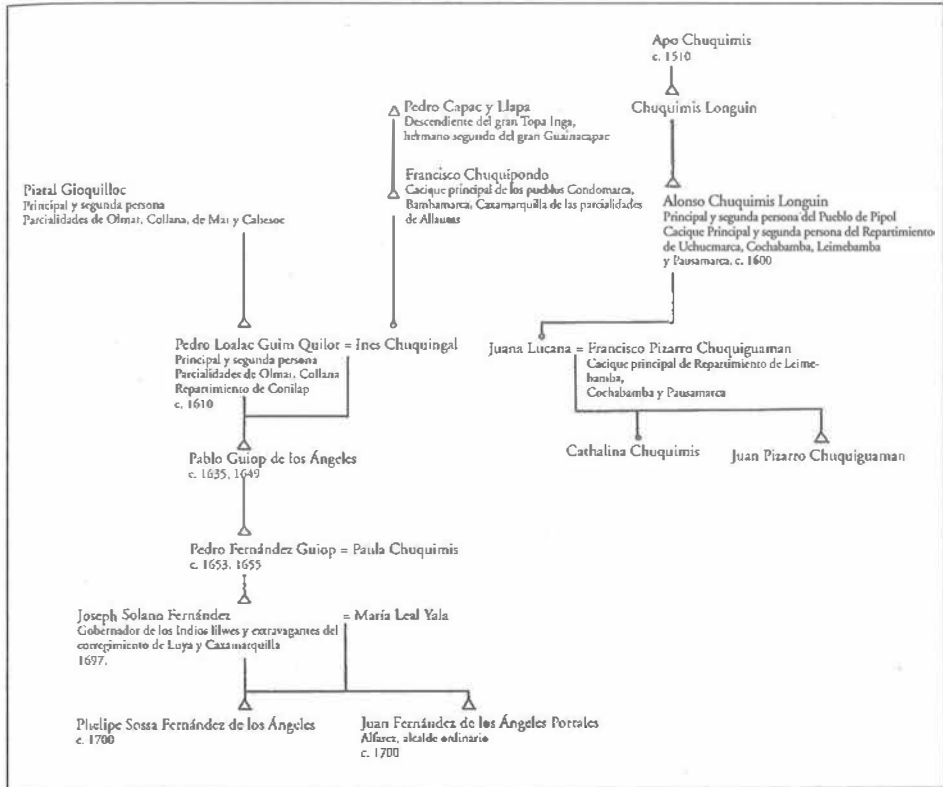 Apo Chuquimis
c. 1510
Chuquimis Longuin
Pedro Capac y Llapa
Descendiente del gran Topa Inga,
hermano segundo del gran Guainacapac
Francisco Chuquipondo
Cacique principal de los pueblos Condomarca,
Bambamarca, Caxamarquilla de las parcialidades
de Allaucas
Piatal Gioquilloc
Principal y segunda persona
Parcialidades de Olmar, Collana, de Mar y Cabesoc
Alonso Chuquimis Longuin
Principal y segunda persona del Pueblo de Pipol
Cacique Principal y segunda persona del Repartimiento
de Uchucmarca, Cochabamba, Leimebamba
y Pausamarca, c. 1600
Pedro Loalac Guim Quilot = Ines Chuquingal
Principal y segunda persona
Parcialidades de Olmar, Collana
Repartimiento de Conilap
c. 1610
Juana Lucana = Francisco Pizarro Chuquiguaman
Cacique principal de Repartimiento de Leime-
bamba,
Cochabamba y Pausamarca
Pablo Guiop de los Ángeles
c. 1635, 1649
Cathalina Chuquimis
Juan Pizarro Chuquiguaman
Pedro Fernández Guiop = Paula Chuquimis
c. 1653, 1655
Joseph Solano Fernández = María Leal Yala
Gobernador de los Indios lilwes y extravagantes del
corregimiento de Luya y Caxamarquilla
1697.
Phelipe Sossa Fernández de los Ángeles
c. 1700
Juan Fernández de los Ángeles Portales
Alfarez, alcalde ordinario
c. 1700